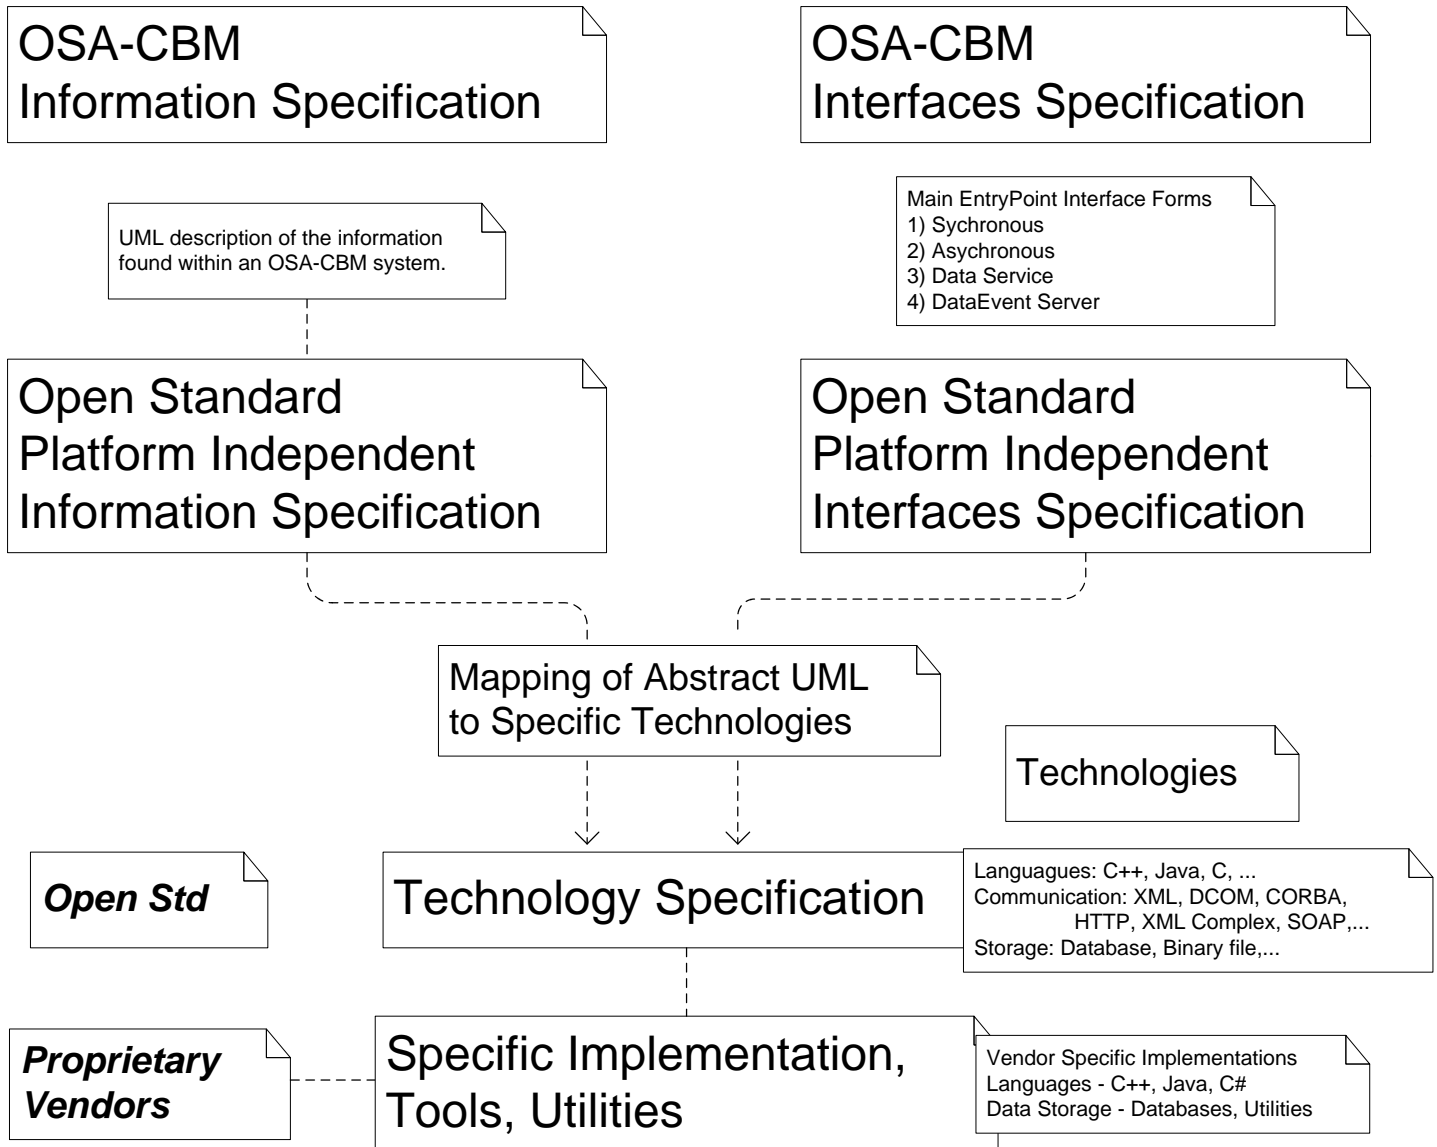 OSA-CBM
Information Specification
OSA-CBM
Interfaces Specification
UML description of the information
found within an OSA-CBM system.
Main EntryPoint Interface Forms
1) Sychronous
2) Asychronous
3) Data Service
4) DataEvent Server
Open Standard
Platform Independent
Information Specification
Open Standard
Platform Independent
Interfaces Specification
Mapping of Abstract UML
to Specific Technologies
Technologies
Open Std
Technology Specification
Languagues: C++, Java, C, ...
Communication: XML, DCOM, CORBA,
HTTP, XML Complex, SOAP,...
Storage: Database, Binary file,...
Proprietary
Vendors
Specific Implementation,
Tools, Utilities
Vendor Specific Implementations
Languages - C++, Java, C#
Data Storage - Databases, Utilities